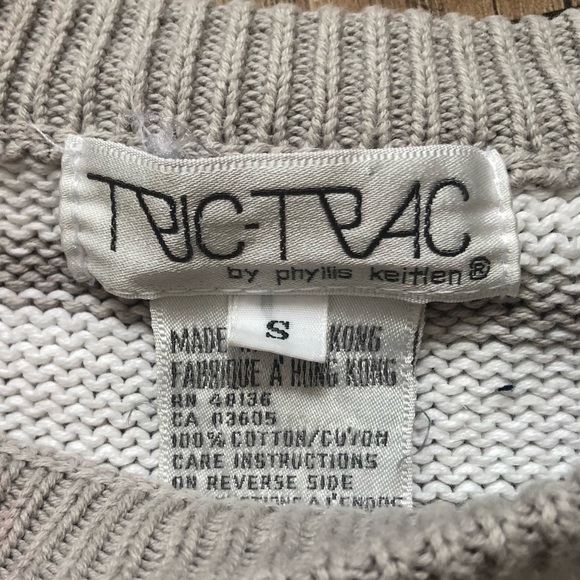 TRIC-TRAC
by phyllis keitlen®
S
MADE KONG
FABRIQUE A HONG KONG
RN 48136
CA 03605
100% COTTON/COTON
CARE INSTRUCTIONS
ON REVERSE SIDE